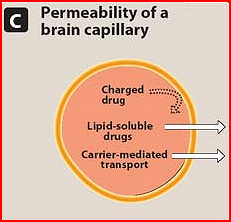 C Permeability of a
brain capillary
Charged
drug
Lipid-soluble
drugs
Carrier-mediated
transport